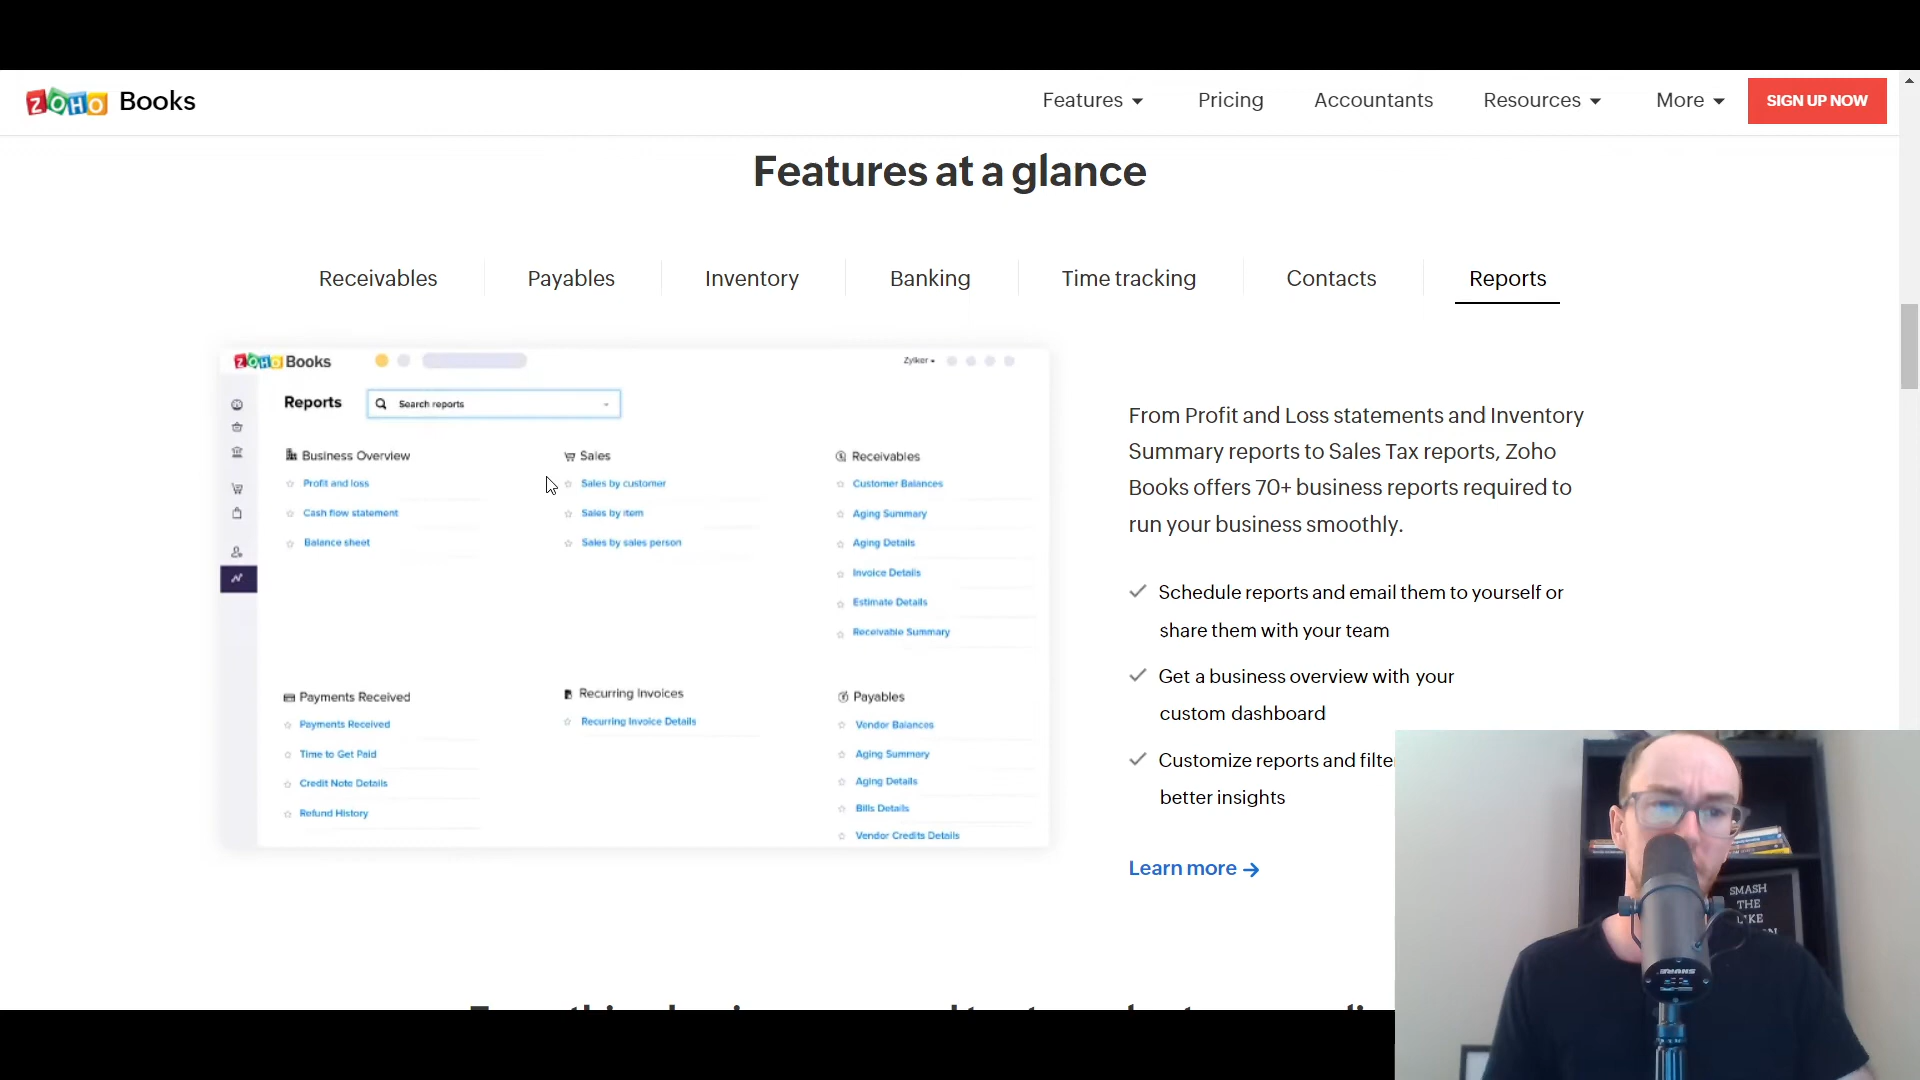 ZOHO Books
Features
Pricing
Accountants
Resources
More
SIGN UP NOW
Features at a glance
Receivables
Payables
Inventory
Banking
Time tracking
Contacts
Reports
ZOHO Books
Zylker
Reports
Search reports
Business Overview
Profit and loss
Cash flow statement
Balance sheet
Sales
Sales by customer
Sales by item
Sales by sales person
Receivables
Customer Balances
Aging Summary
Aging Details
Invoice Details
Estimate Details
Receivable Summary
Payments Received
Payments Received
Time to Get Paid
Credit Note Details
Refund History
Recurring Invoices
Recurring Invoice Details
Payables
Vendor Balances
Aging Summary
Aging Details
Bills Details
Vendor Credits Details
From Profit and Loss statements and Inventory
Summary reports to Sales Tax reports, Zoho
Books offers 70+ business reports required to
run your business smoothly.
Schedule reports and email them to yourself or
share them with your team
Get a business overview with your
custom dashboard
Customize reports and filte
better insights
Learn more
SMASH
THE
LIKE
SHURE